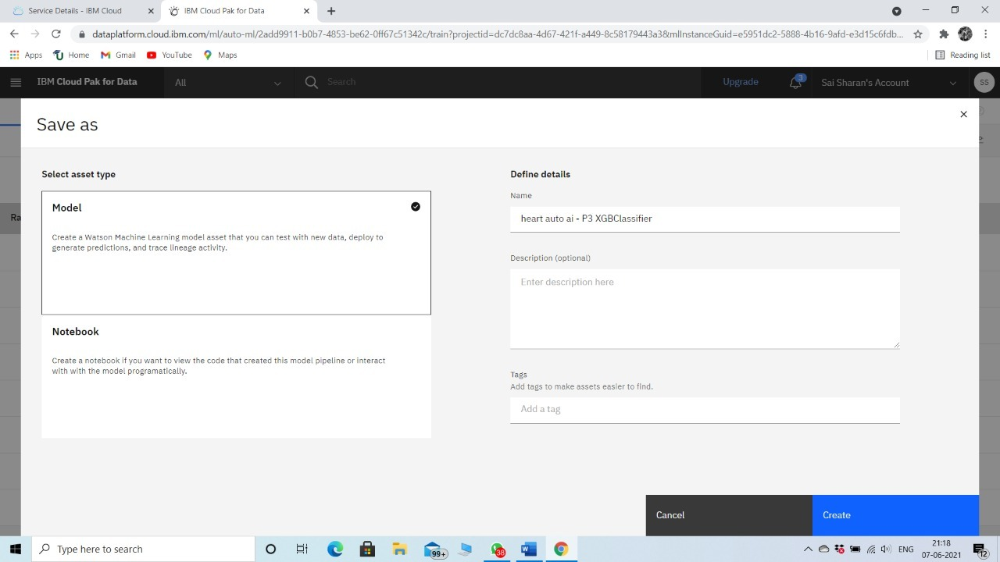 Service Details - IBM Cloud
IBM Cloud Pak for Data
dataplatform.cloud.ibm.com/ml/auto-ml/2add9911-b0b7-4853-be62-0ff67c51342c/train?projectid=dc7dc8aa-4d67-421f-a449-8c58179443a3&mlInstanceGuid=e5951dc2-5888-4b16-9afd-e3d15c6fdb...
Apps
Home
Gmail
YouTube
Maps
Reading list
IBM Cloud Pak for Data
All
Search
Upgrade
3
Sai Sharan's Account
SS
Save as
Ra
Select asset type
Model
Create a Watson Machine Learning model asset that you can test with new data, deploy to
generate predictions, and trace lineage activity.
Notebook
Create a notebook if you want to view the code that created this model pipeline or interact
with with the model programatically.
Define details
Name
heart auto ai - P3 XGBClassifier
Description (optional)
Enter description here
Tags
Add tags to make assets easier to find.
Add a tag
Cancel
Create
Type here to search
99+
38
ENG
21:18
07-06-2021
12